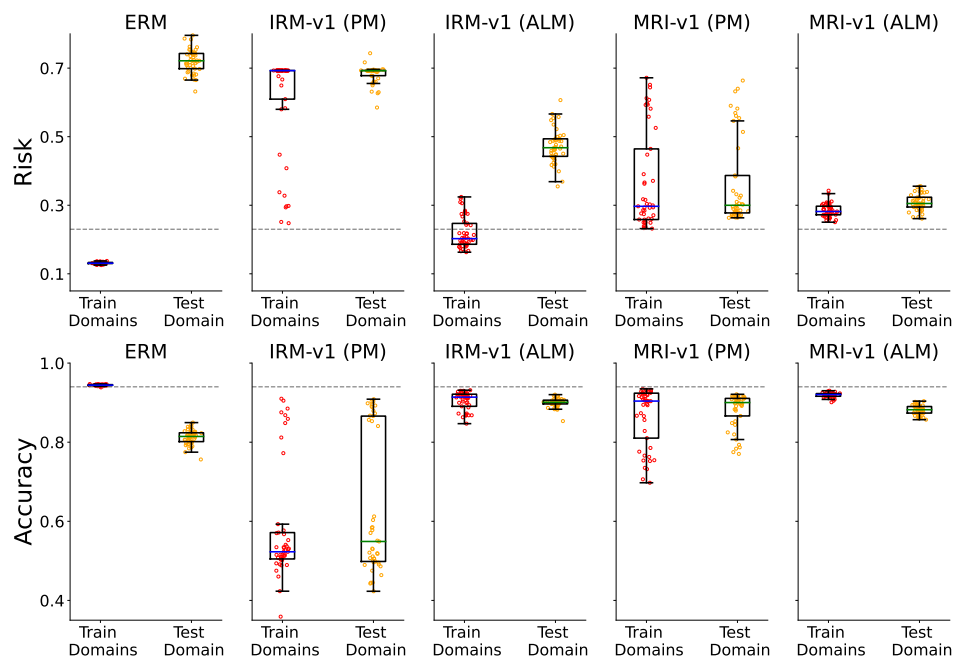 ERM IRM-v1 (PM) IRM-v1 (ALM) MRI-v1 (PM) MRI-v1 (ALM)
0.7
0.5
0.3
0.1
Risk
Train Test Train Test Train Test Train Test Train Test
Domains Domain Domains Domain Domains Domain Domains Domain Domains Domain
ERM IRM-v1 (PM) IRM-v1 (ALM) MRI-v1 (PM) MRI-v1 (ALM)
1.0
0.8
0.6
0.4
Accuracy
Train Test Train Test Train Test Train Test Train Test
Domains Domain Domains Domain Domains Domain Domains Domain Domains Domain